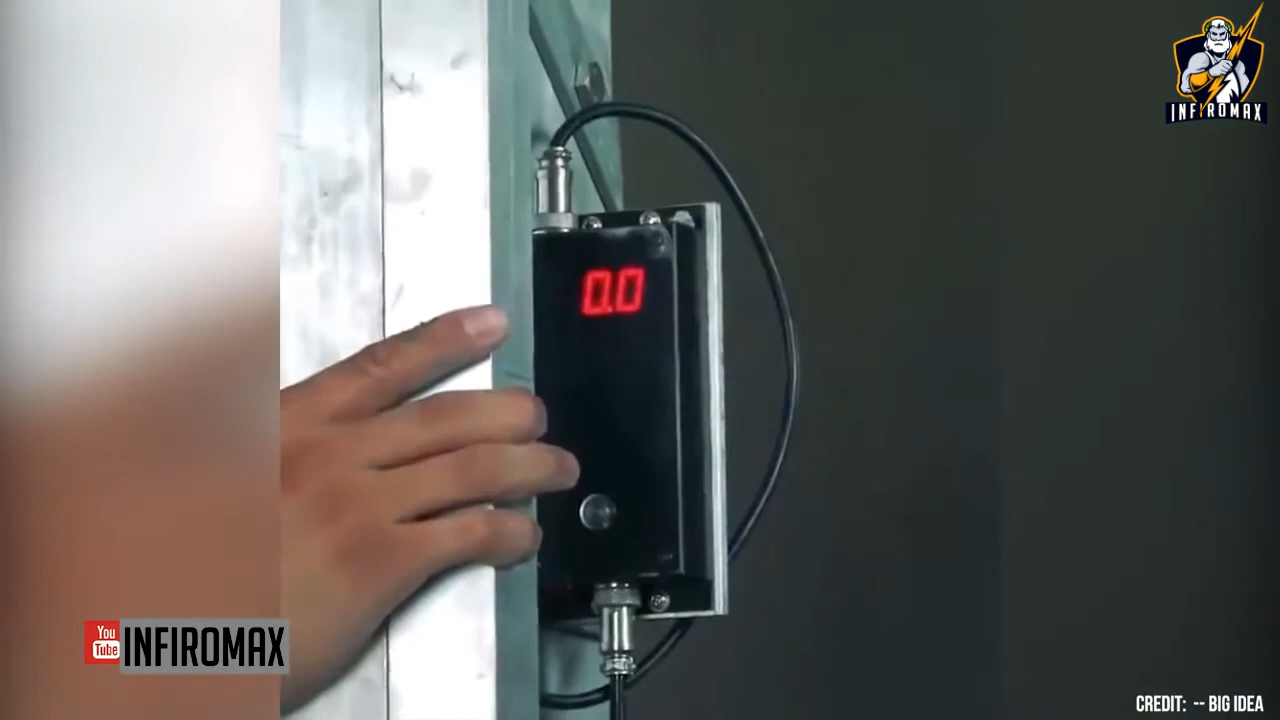 INFIROMAX
0.0
You
Tube
INFIROMAX
CREDIT: -- BIG IDEA